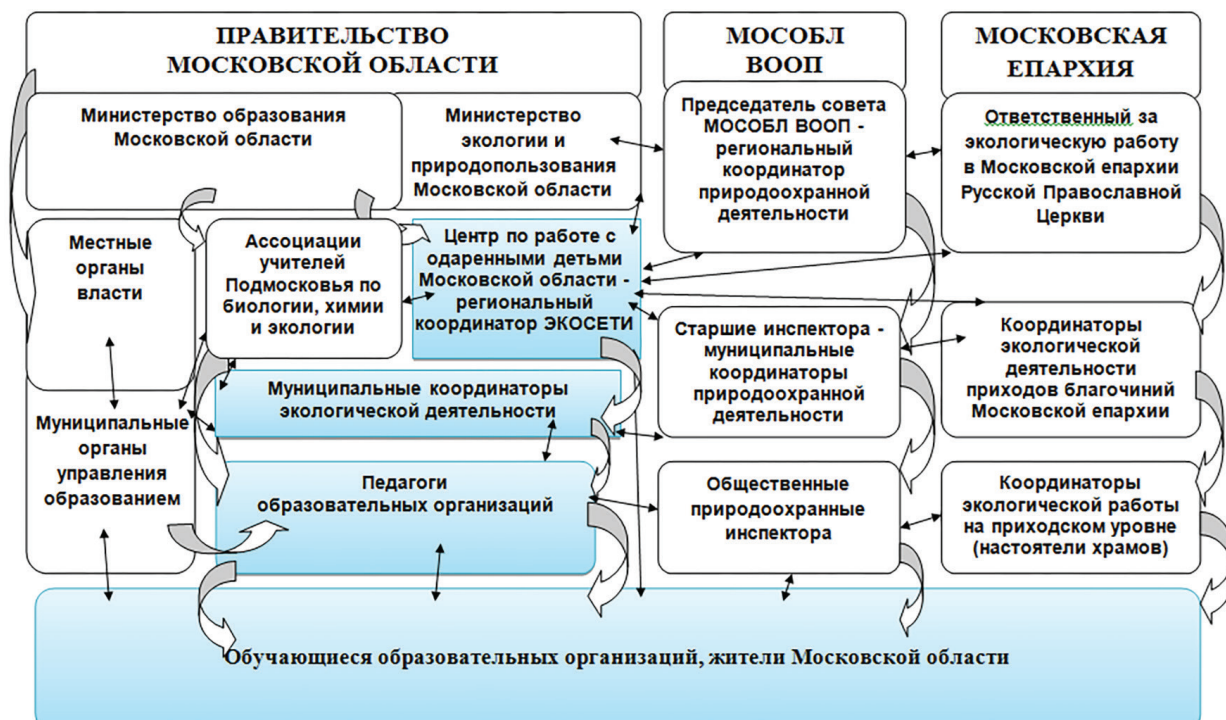 ПРАВИТЕЛЬСТВО
МОСКОВСКОЙ ОБЛАСТИ
МОСОБЛ
ВООП
МОСКОВСКАЯ
ЕПАРХИЯ
Министерство образования
Московской области
Министерство
экологии и
природопользования
Московской области
Председатель совета
МОСОБЛ ВООП -
региональный
координатор
природоохранной
деятельности
Ответственный за
экологическую работу
в Московской епархии
Русской Православной
Церкви
Местные
органы
власти
Ассоциации
учителей
Подмосковья по
биологии, химии
и экологии
Центр по работе с
одаренными детьми
Московской области -
региональный
координатор ЭКОСЕТИ
Старшие инспектора -
муниципальные
координаторы
природоохранной
деятельности
Координаторы
экологической
деятельности
приходов благочиний
Московской епархии
Муниципальные координаторы
экологической деятельности
Муниципальные
органы
управления
образованием
Педагоги
образовательных организаций
Общественные
природоохранные
инспектора
Координаторы
экологической работы
на приходском уровне
(настоятели храмов)
Обучающиеся образовательных организаций, жители Московской области